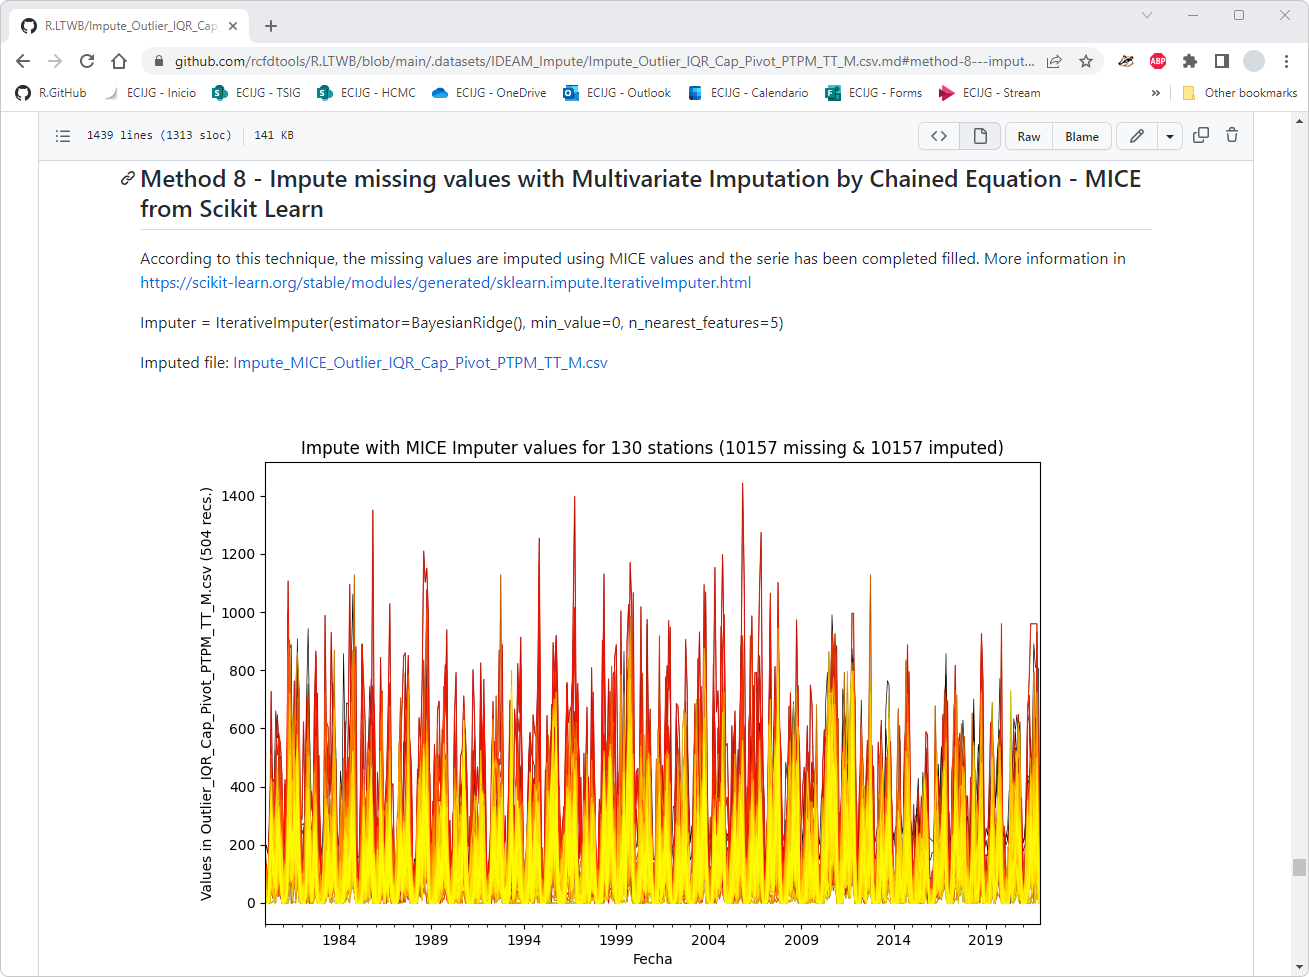 R.LTWB/Impute_Outlier_IQR_Cap
github.com/rcfdtools/R.LTWB/blob/main/.datasets/IDEAM_Impute/Impute_Outlier_IQR_Cap_Pivot_PTPM_TT_M.csv.md#method-8---imput...
ABP
R.GitHub ECIJG - Inicio ECIJG - TSIG ECIJG - HCMC ECIJG - OneDrive ECIJG - Outlook ECIJG - Calendario ECIJG - Forms ECIJG - Stream » Other bookmarks
1439 lines (1313 sloc) 141 KB <> Raw Blame
Method 8 - Impute missing values with Multivariate Imputation by Chained Equation - MICE
from Scikit Learn
According to this technique, the missing values are imputed using MICE values and the serie has been completed filled. More information in
https://scikit-learn.org/stable/modules/generated/sklearn.impute.IterativeImputer.html
Imputer = IterativeImputer(estimator=BayesianRidge(), min_value=0, n_nearest_features=5)
Imputed file: Impute_MICE_Outlier_IQR_Cap_Pivot_PTPM_TT_M.csv
Impute with MICE Imputer values for 130 stations (10157 missing & 10157 imputed)
Values in Outlier_IQR_Cap_Pivot_PTPM_TT_M.csv (504 recs.)
1400
1200
1000
800
600
400
200
0
1984 1989 1994 1999 2004 2009 2014 2019
Fecha